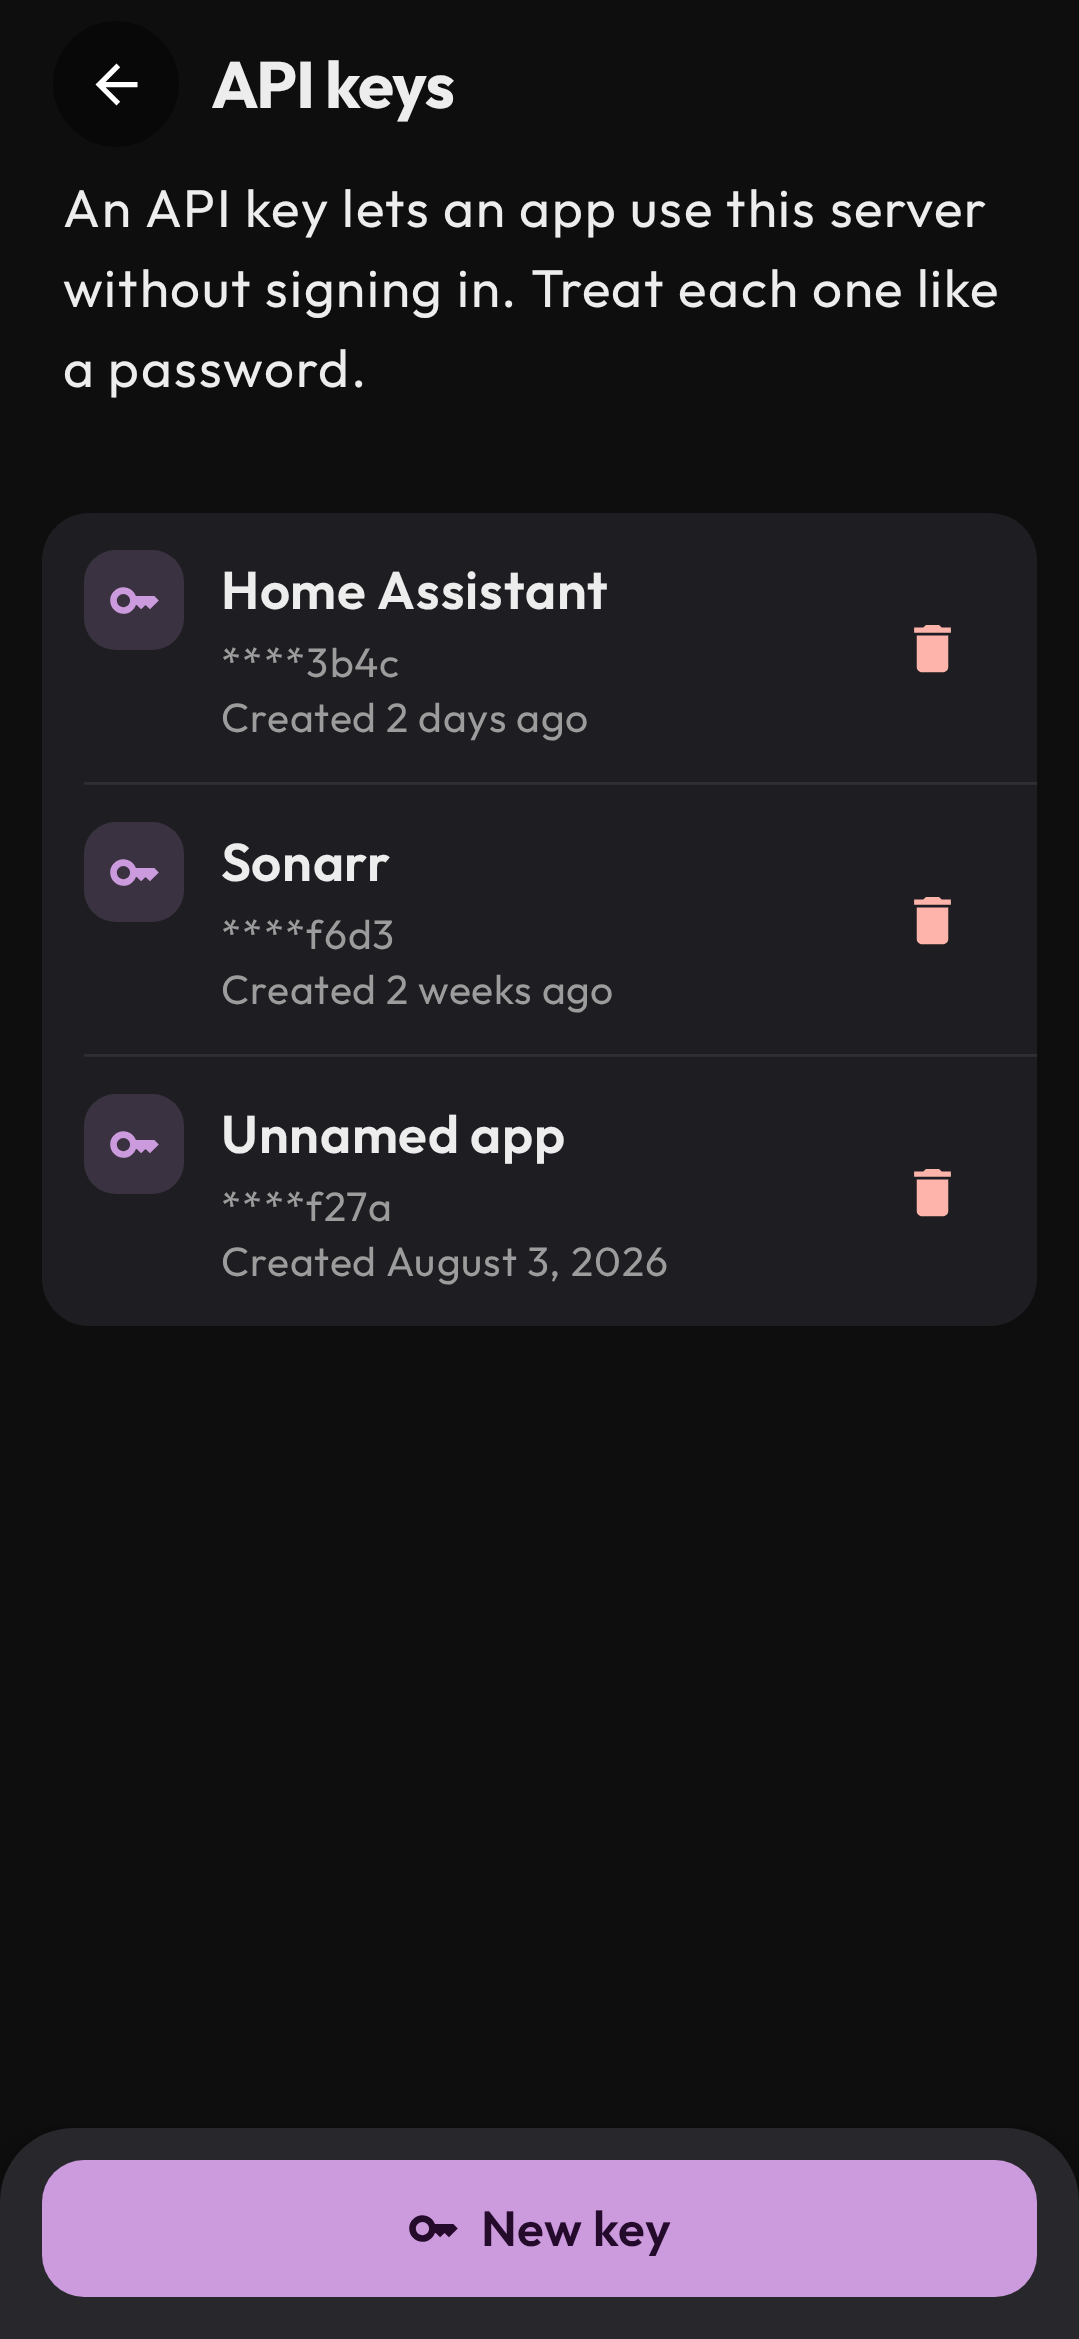 API keys
An API key lets an app use this server
without signing in. Treat each one like
a password.
Home Assistant
****3b4c
Created 2 days ago
Sonarr
****f6d3
Created 2 weeks ago
Unnamed app
****f27a
Created August 3, 2026
New key